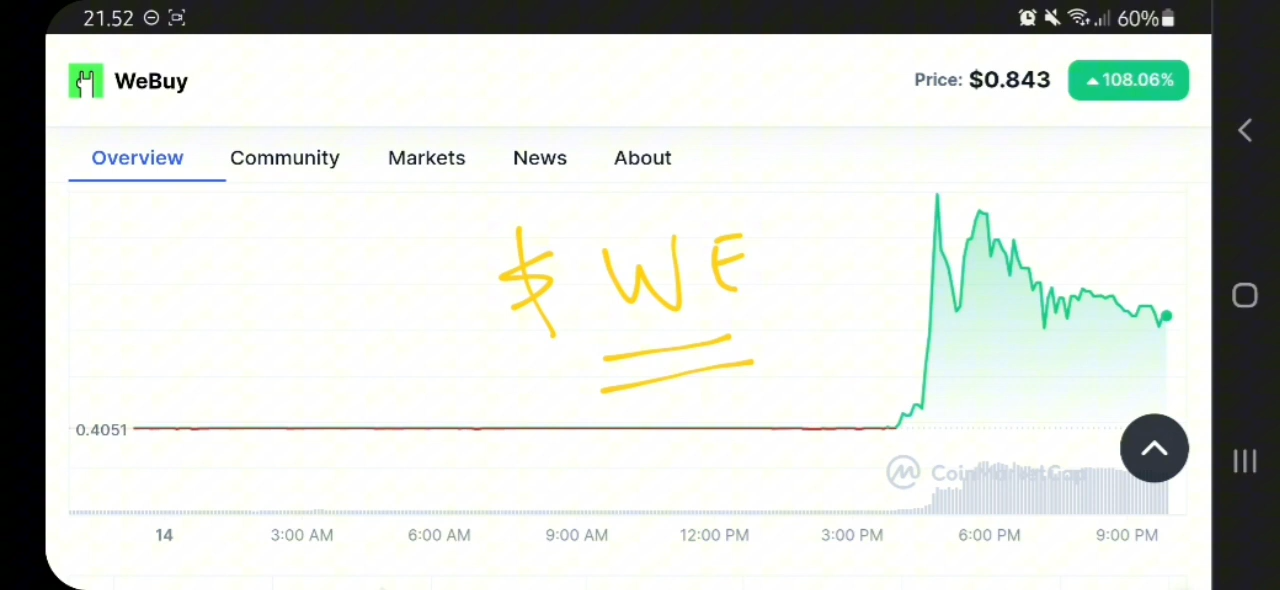 21.52 60%
WeBuy Price: $0.843 108.06%
Overview Community Markets News About
$ WE
0.4051
CoinMarketCap
14 3:00 AM 6:00 AM 9:00 AM 12:00 PM 3:00 PM 6:00 PM 9:00 PM